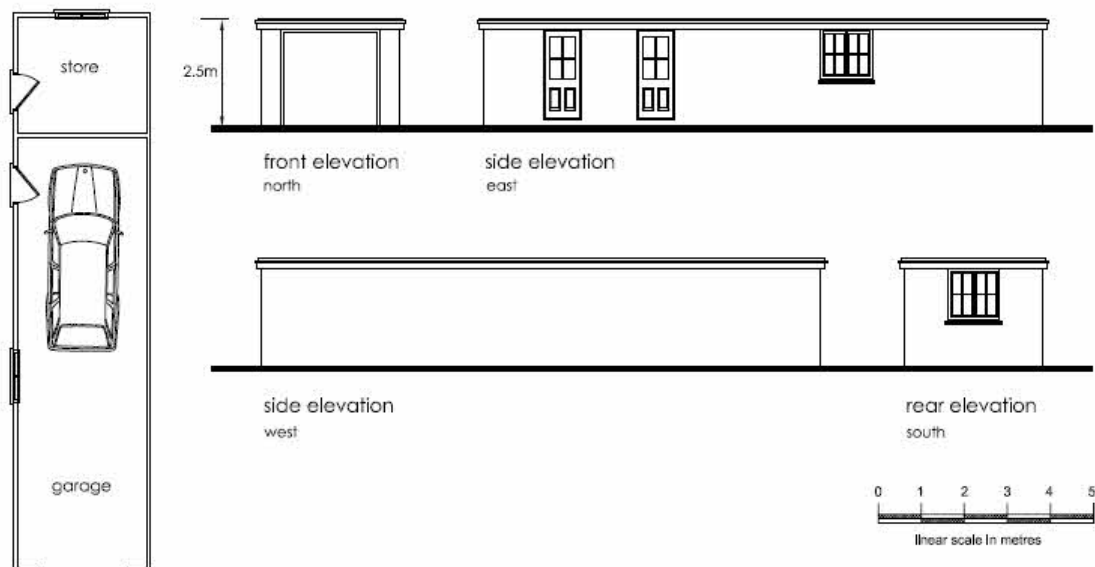 store
2.5m
front elevation
north
side elevation
east
side elevation
west
rear elevation
south
garage
0 1 2 3 4 5
linear scale in metres